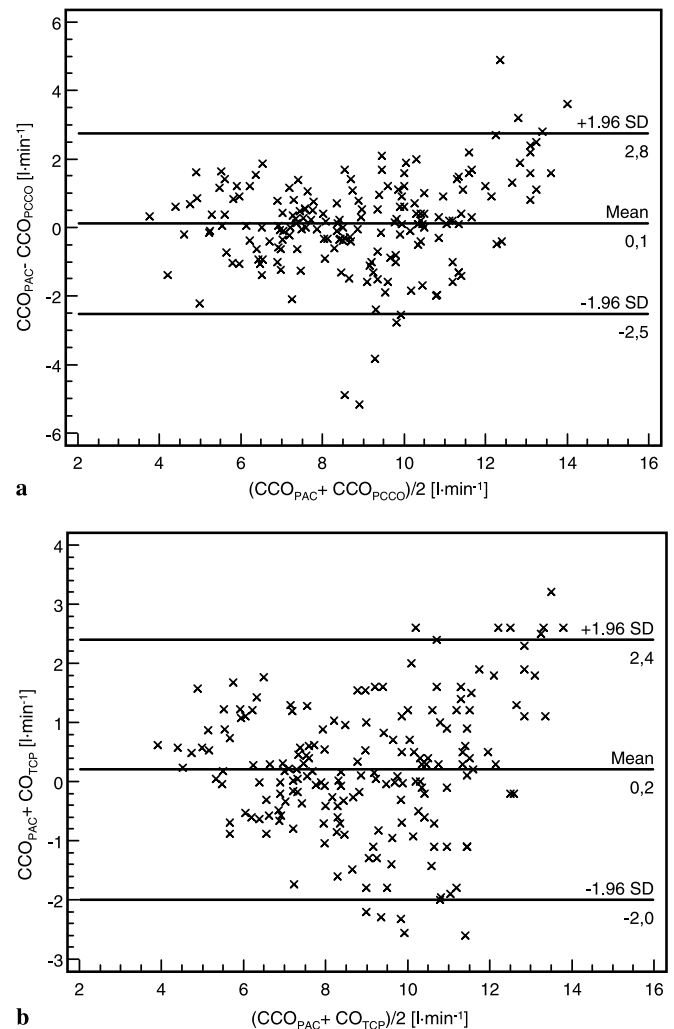 6
4
2
0
-2
-4
-6
CCO_PAC- CCO_PCCO [l·min⁻¹]
+1.96 SD
2,8
Mean
0,1
-1.96 SD
-2,5
2 4 6 8 10 12 14 16
a
(CCO_PAC+ CCO_PCCO)/2 [l·min⁻¹]
4
3
2
1
0
-1
-2
-3
CCO_PAC+ CO_TCP [l·min⁻¹]
+1.96 SD
2,4
Mean
0,2
-1.96 SD
-2,0
2 4 6 8 10 12 14 16
b
(CCO_PAC+ CO_TCP)/2 [l·min⁻¹]